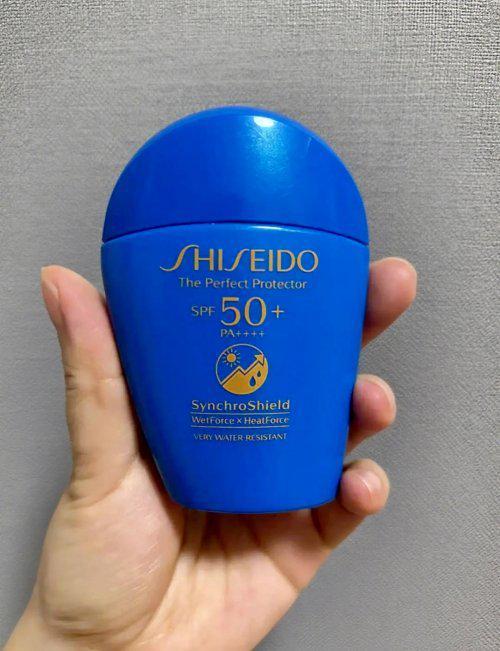 SHISEIDO
The Perfect Protector
SPF 50+
PA++++
SynchroShield
WetForce × HeatForce
VERY WATER-RESISTANT